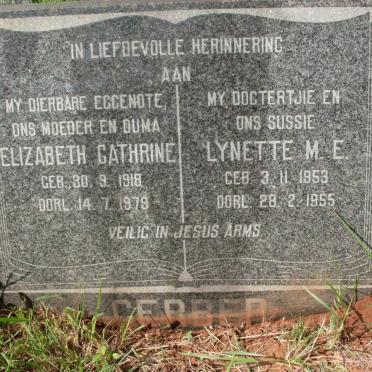 IN LIEFDEVOLLE HERINNERING
AAN
MY DIERBARE EGGENOTE,
ONS MOEDER EN OUMA
ELIZABETH CATHRINE
GEB. 30. 9. 1918
OORL. 14. 7. 1979
MY DOGTERTJIE EN
ONS SUSSIE
LYNETTE M. E.
GEB. 3. 11. 1953
OORL. 28. 2. 1955
VEILIG IN JESUS ARMS.
GERBER